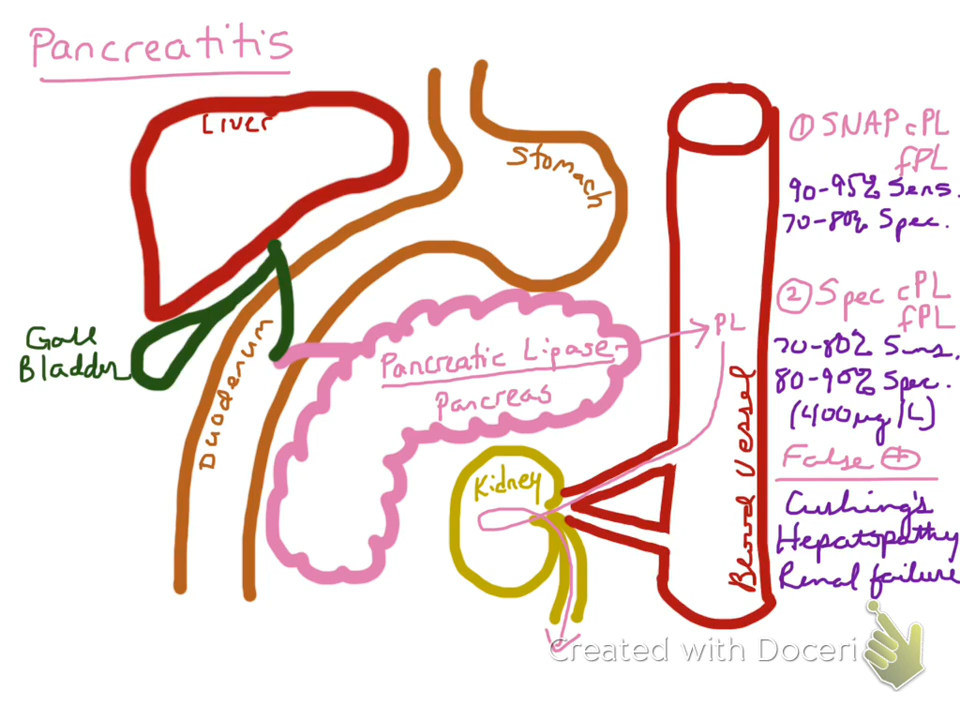 Pancreatitis
Liver
Stomach
Gall
Bladder
Duodenum
Pancreatic Lipase
Pancreas
Kidney
PL
Blood Vessel
① SNAP cPL
fPL
90-95% Sens.
70-80% Spec.
② Spec cPL
fPL
70-80% Sens.
80-90% Spec.
(400µg/L)
False ⊕
Cushing's
Hepatopathy
Renal failure
Created with Doceri